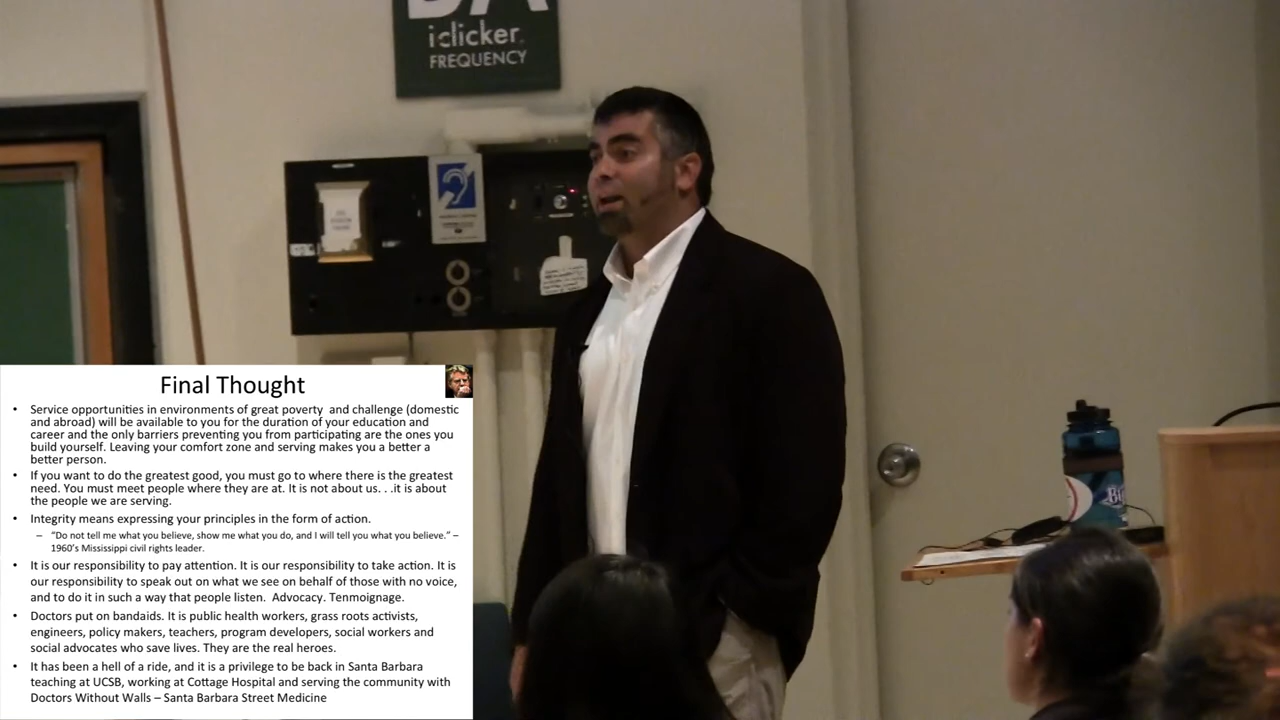 iclicker.
FREQUENCY
Final Thought
• Service opportunities in environments of great poverty and challenge (domestic
and abroad) will be available to you for the duration of your education and
career and the only barriers preventing you from participating are the ones you
build yourself. Leaving your comfort zone and serving makes you a better a
better person.
• If you want to do the greatest good, you must go to where there is the greatest
need. You must meet people where they are at. It is not about us. . .it is about
the people we are serving.
• Integrity means expressing your principles in the form of action.
– “Do not tell me what you believe, show me what you do, and I will tell you what you believe.” –
1960's Mississippi civil rights leader.
• It is our responsibility to pay attention. It is our responsibility to take action. It is
our responsibility to speak out on what we see on behalf of those with no voice,
and to do it in such a way that people listen. Advocacy. Tenmoignage.
• Doctors put on bandaids. It is public health workers, grass roots activists,
engineers, policy makers, teachers, program developers, social workers and
social advocates who save lives. They are the real heroes.
• It has been a hell of a ride, and it is a privilege to be back in Santa Barbara
teaching at UCSB, working at Cottage Hospital and serving the community with
Doctors Without Walls – Santa Barbara Street Medicine